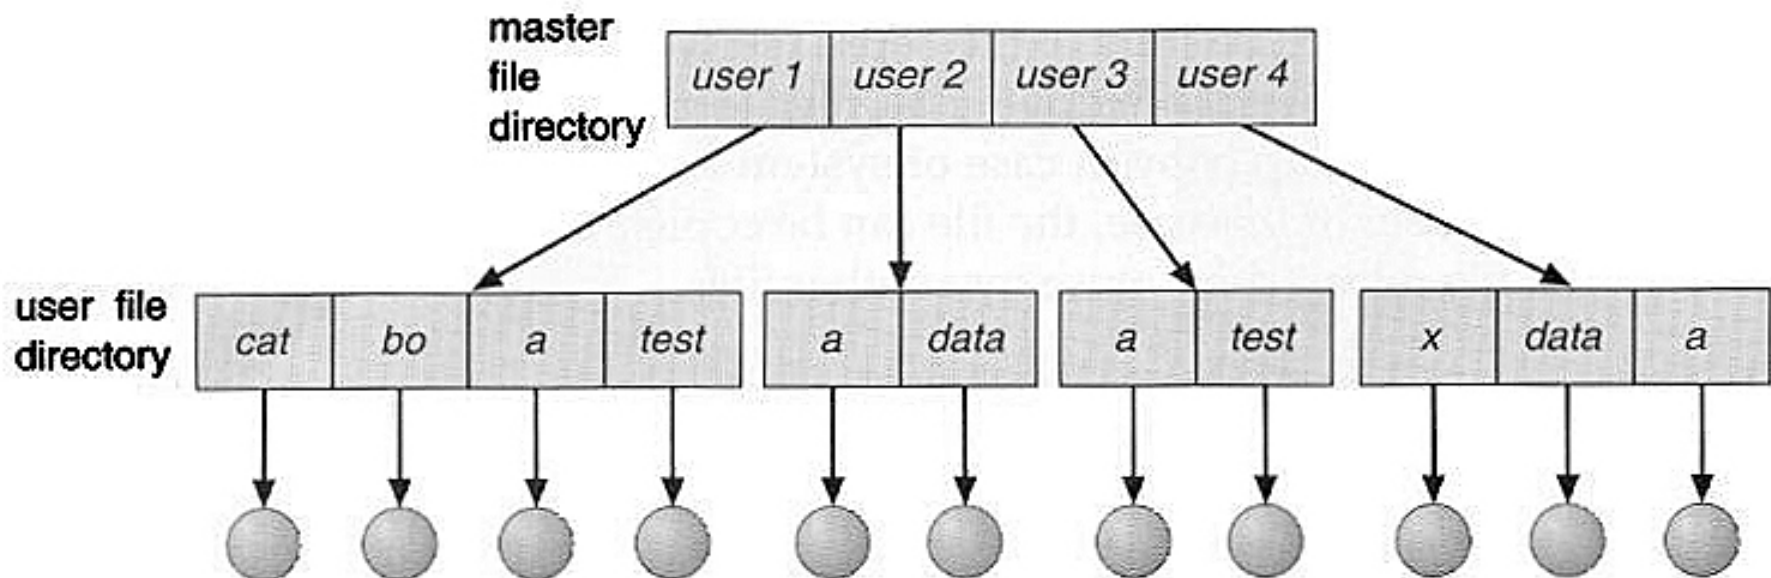 master
file
directory
user 1 user 2 user 3 user 4
user file
directory
cat bo a test a data a test x data a